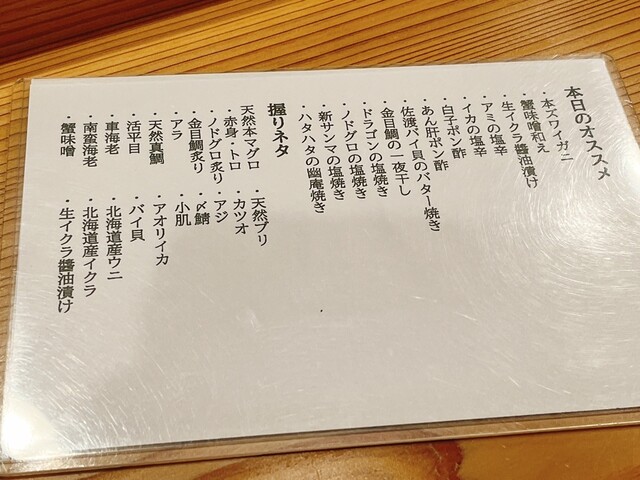 本日のオススメ
・本ズワイガニ
・蟹味噌和え
・生イクラ醬油漬け
・アミの塩辛
・イカの塩辛
・白子ポン酢
・あん肝ポン酢
・佐渡バイ貝のバター焼き
・金目鯛の一夜干し
・ドラゴンの塩焼き
・ノドグロの塩焼き
・新サンマの塩焼き
・ハタハタの幽庵焼き
握りネタ
天然本マグロ ・天然ブリ
・赤身・トロ ・カツオ
・ノドグロ炙り ・アジ
・金目鯛炙り ・〆鯖
・アラ ・小肌
・天然真鯛 ・アオリイカ
・活平目 ・バイ貝
・車海老 ・北海道産ウニ
・南蛮海老 ・北海道産イクラ
・蟹味噌 ・生イクラ醬油漬け